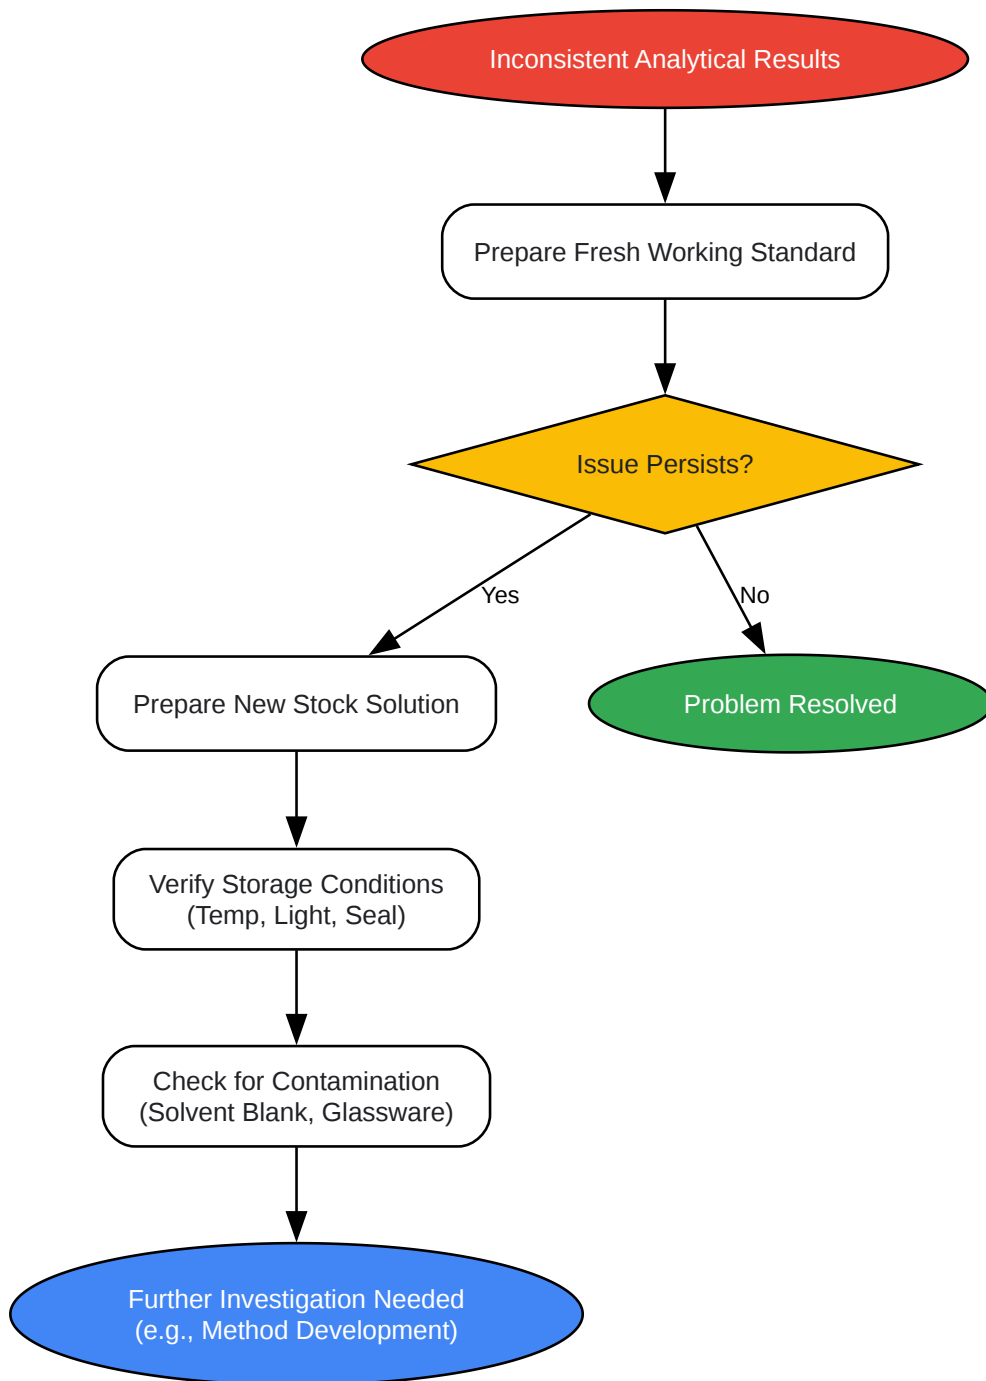 Inconsistent Analytical Results
Prepare Fresh Working Standard
Issue Persists?
Yes
No
Prepare New Stock Solution
Problem Resolved
Verify Storage Conditions
(Temp, Light, Seal)
Check for Contamination
(Solvent Blank, Glassware)
Further Investigation Needed
(e.g., Method Development)